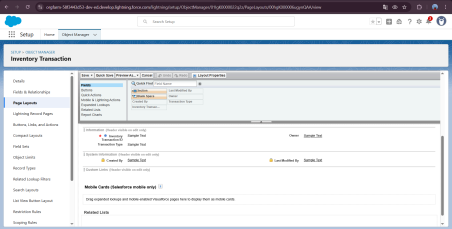 Search Setup
Setup
Home
Object Manager
SETUP > OBJECT MANAGER
Inventory Transaction
Details
Fields & Relationships
Page Layouts
Lightning Record Pages
Buttons, Links, and Actions
Compact Layouts
Field Sets
Object Limits
Record Types
Related Lookup Filters
Search Layouts
List View Button Layout
Restriction Rules
Scoping Rules
Save
Quick Save
Preview As...
Cancel
Undo
Redo
Layout Properties
Fields
Buttons
Quick Actions
Mobile & Lightning Actions
Expanded Lookups
Related Lists
Report Charts
Quick Find
Field Name
Section
Last Modified By
Blank Space
Owner
Created By
Transaction Type
Information (Header visible on edit only)
Inventory Transaction ID
Sample Text
Owner
Sample Text
Transaction Type
Sample Text
System Information (Header visible on edit only)
Created By
Sample Text
Last Modified By
Sample Text
Custom Links (Header visible on edit only)
Mobile Cards (Salesforce mobile only)
Drag expanded lookups and mobile-enabled Visualforce pages here to display them as mobile cards.
Related Lists